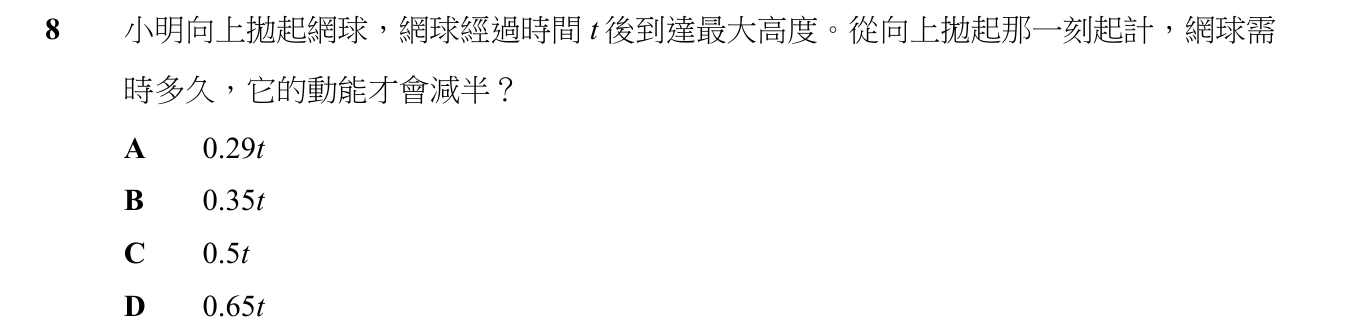 8 小明向上拋起網球，網球經過時間 t 後到達最大高度。從向上拋起那一刻起計，網球需
時多久，它的動能才會減半？
A 0.29t
B 0.35t
C 0.5t
D 0.65t